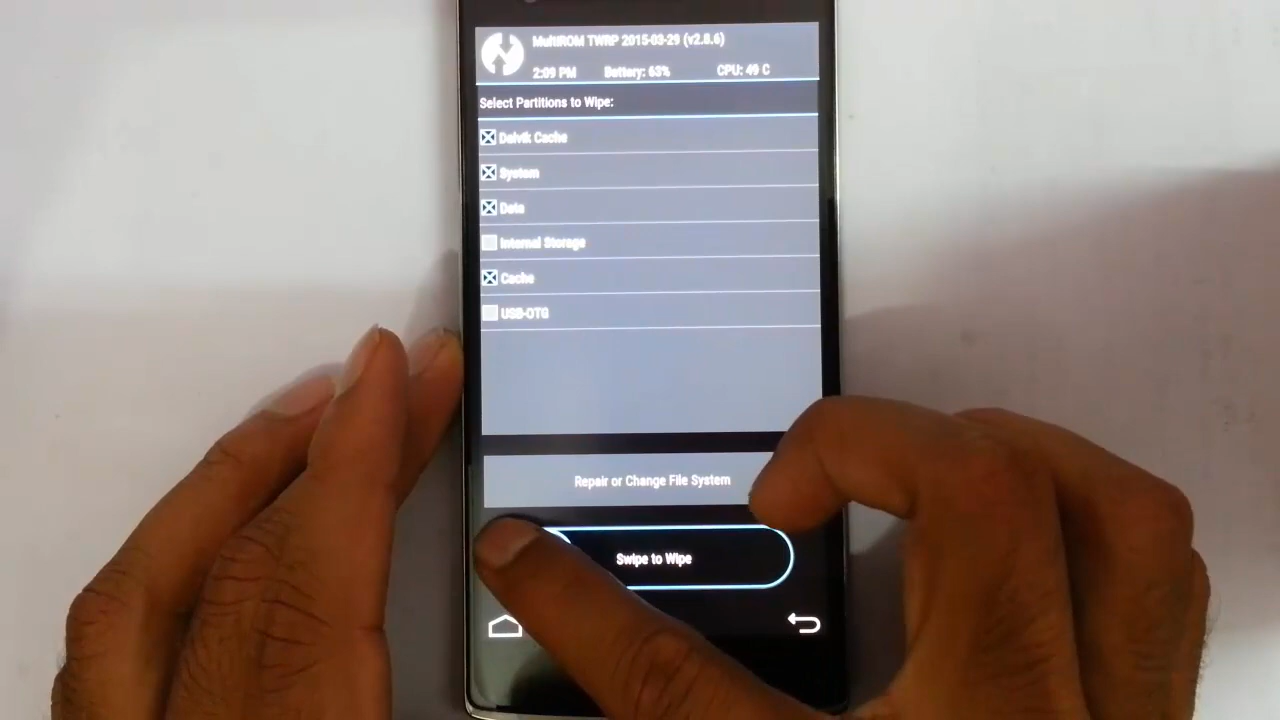 MultiROM TWRP 2015-03-29 (v2.8.6)
2:09 PM Battery: 63% CPU: 49 C
Select Partitions to Wipe:
Dalvik Cache
System
Data
Internal Storage
Cache
USB-OTG
Repair or Change File System
Swipe to Wipe